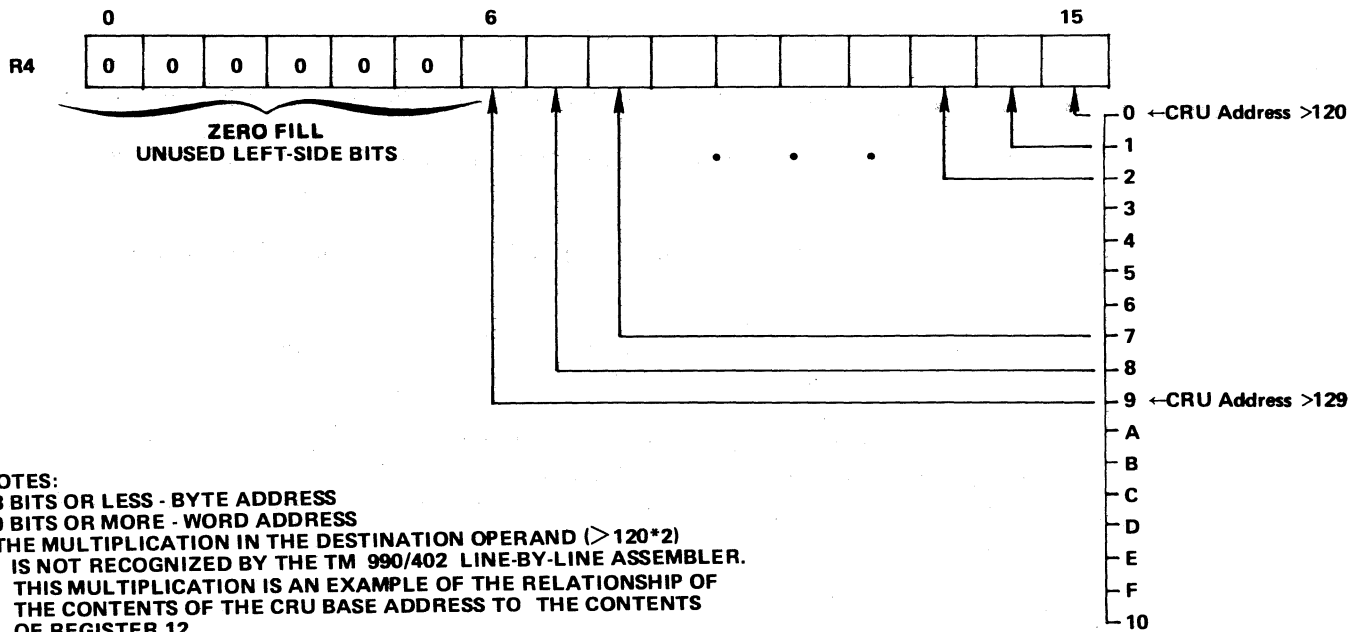 0 6 15
R4 0 0 0 0 0 0
ZERO FILL
UNUSED LEFT-SIDE BITS
0 ←CRU Address >120
1
2
3
4
5
6
7
8
9 ←CRU Address >129
A
B
C
D
E
F
10
OTES:
BITS OR LESS - BYTE ADDRESS
BITS OR MORE - WORD ADDRESS
THE MULTIPLICATION IN THE DESTINATION OPERAND (>120*2)
IS NOT RECOGNIZED BY THE TM 990/402 LINE-BY-LINE ASSEMBLER.
THIS MULTIPLICATION IS AN EXAMPLE OF THE RELATIONSHIP OF
THE CONTENTS OF THE CRU BASE ADDRESS TO THE CONTENTS
OF REGISTER 12